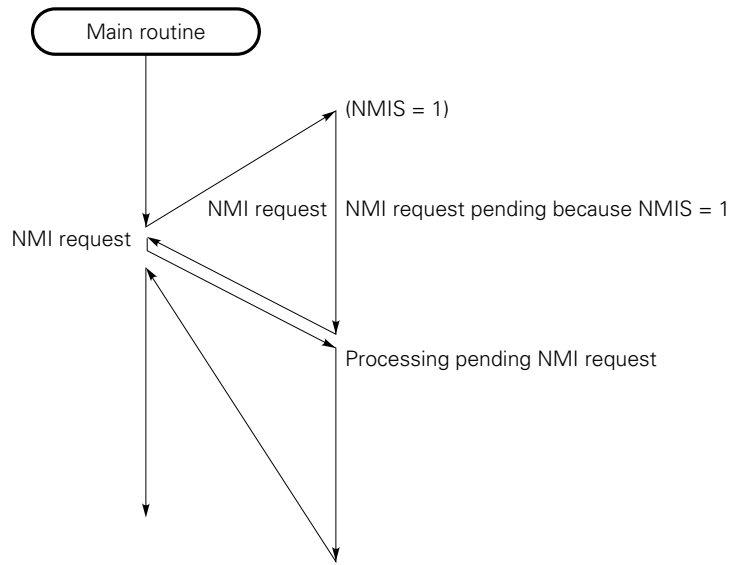 Main routine
(NMIS = 1)
NMI request
NMI request pending because NMIS = 1
NMI request
Processing pending NMI request